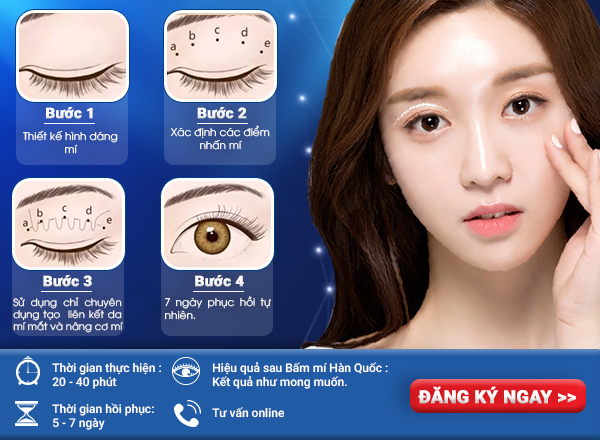 a b c d e
Bước 1
Thiết kế hình dáng
mí
Bước 2
Xác định các điểm
nhấn mí
a b c d e
Bước 3
Sử dụng chỉ chuyên
dụng tạo liên kết da
mí mắt và nâng cơ mí
Bước 4
7 ngày phục hồi tự
nhiên.
Thời gian thực hiện :
20 - 40 phút
Hiệu quả sau Bấm mí Hàn Quốc :
Kết quả như mong muốn.
Thời gian hồi phục:
5 - 7 ngày
Tư vấn online
ĐĂNG KÝ NGAY >>